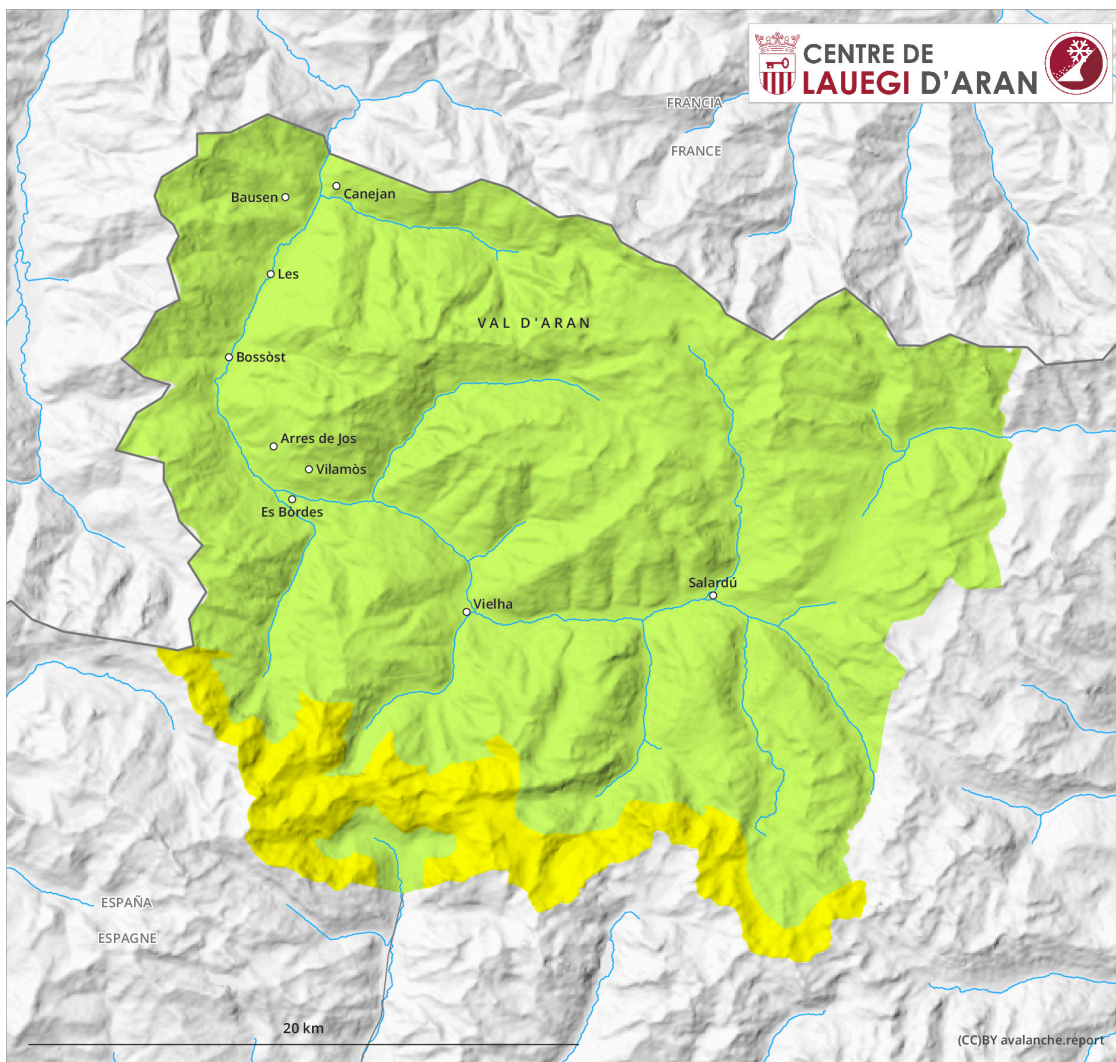 CENTRE DE
LAUEGI D'ARAN
FRANCIA
FRANCE
Bausen
Canejan
Les
VAL D'ARAN
Bossòst
Arres de Jos
Vilamòs
Es Bòrdes
Salardú
Vielha
ESPAÑA
ESPAGNE
20 km
(CC)BY avalanche.report